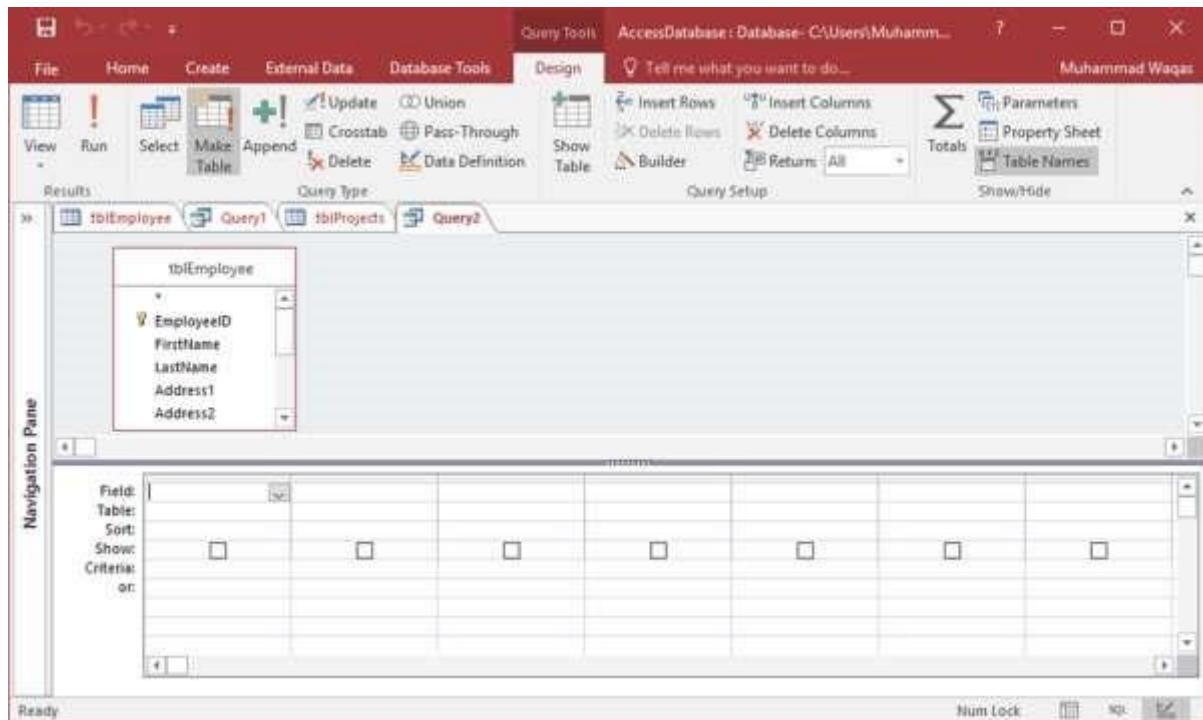 Query Tools AccessDatabase : Database- C:\Users\Muhamm... ?
File Home Create External Data Database Tools Design Tell me what you want to do... Muhammad Waqas
View Run Select Make Table Append Update Union Show Table Insert Rows Insert Columns Totals Parameters
Crosstab Pass-Through Delete Rows Delete Columns Property Sheet
Delete Data Definition Builder Return: All Table Names
Results Query Type Query Setup Show/Hide
tblEmployee Query1 tblProjects Query2
tblEmployee
*
EmployeeID
FirstName
LastName
Address1
Address2
Navigation Pane
Field:
Table:
Sort:
Show:
Criteria:
or:
Ready Num Lock SQL